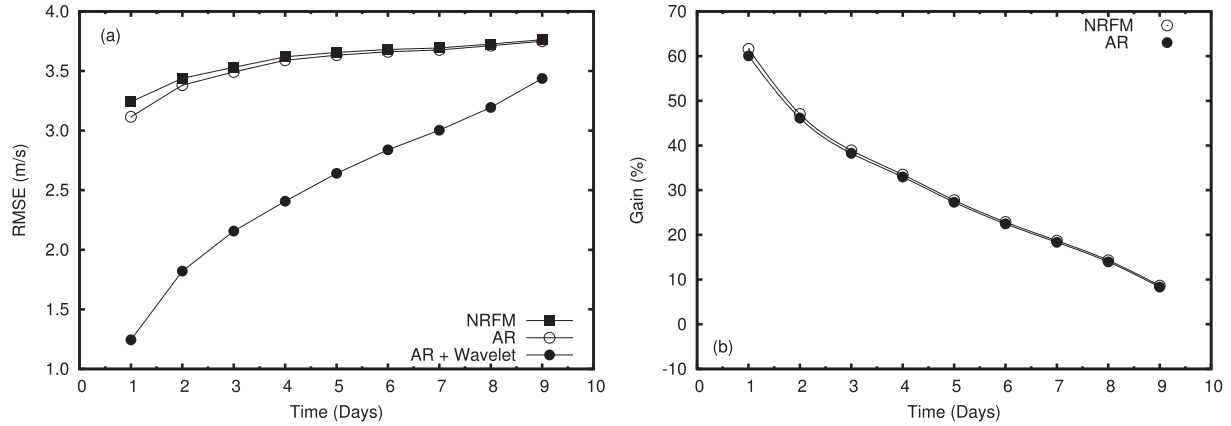 (a)
4.0
3.5
3.0
2.5
2.0
1.5
1.0
RMSE (m/s)
NRFM
AR
AR + Wavelet
0 1 2 3 4 5 6 7 8 9 10
Time (Days)
70
60
50
40
30
20
10
0
-10
Gain (%)
NRFM
AR
(b)
0 1 2 3 4 5 6 7 8 9 10
Time (Days)